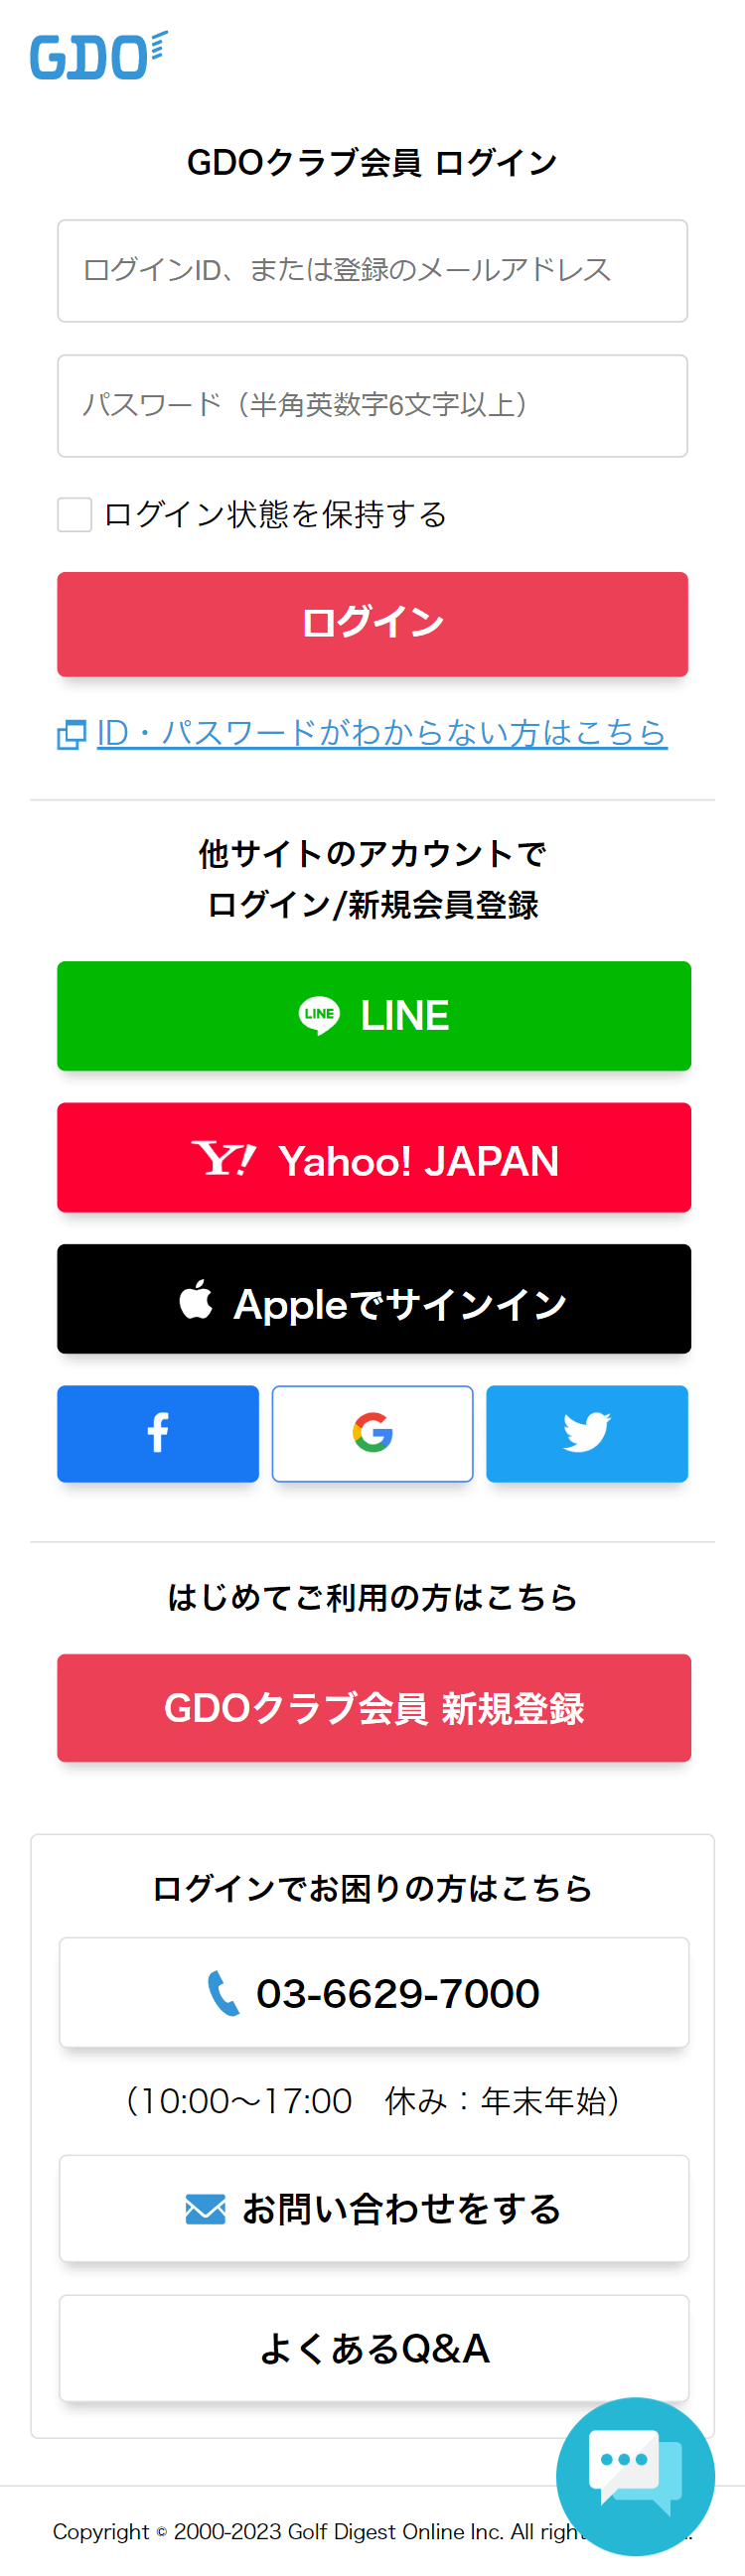 GDO
GDOクラブ会員 ログイン
ログインID、または登録のメールアドレス
パスワード（半角英数字6文字以上）
ログイン状態を保持する
ログイン
ID・パスワードがわからない方はこちら
他サイトのアカウントで
ログイン/新規会員登録
LINE LINE
Y! Yahoo! JAPAN
Appleでサインイン
はじめてご利用の方はこちら
GDOクラブ会員 新規登録
ログインでお困りの方はこちら
03-6629-7000
（10:00〜17:00　休み：年末年始）
お問い合わせをする
よくあるQ&A
Copyright © 2000-2023 Golf Digest Online Inc. All